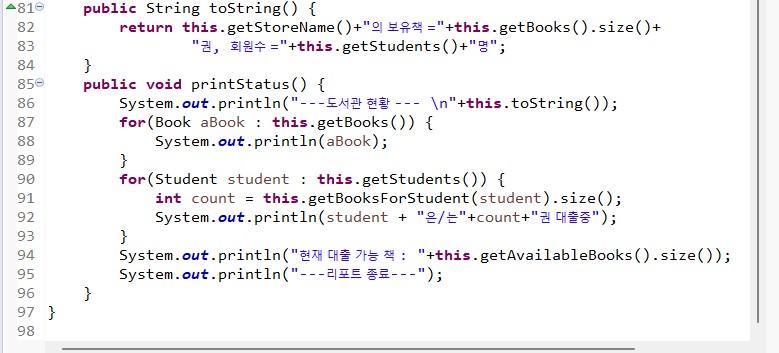 81 public String toString() {
82 return this.getStoreName()+"의 보유책 ="+this.getBooks().size()+
83 "권, 회원수 ="+this.getStudents()+"명";
84 }
85 public void printStatus() {
86 System.out.println("---도서관 현황 --- \n"+this.toString());
87 for(Book aBook : this.getBooks()) {
88 System.out.println(aBook);
89 }
90 for(Student student : this.getStudents()) {
91 int count = this.getBooksForStudent(student).size();
92 System.out.println(student + "은/는"+count+"권 대출중");
93 }
94 System.out.println("현재 대출 가능 책 : "+this.getAvailableBooks().size());
95 System.out.println("---리포트 종료---");
96 }
97 }
98